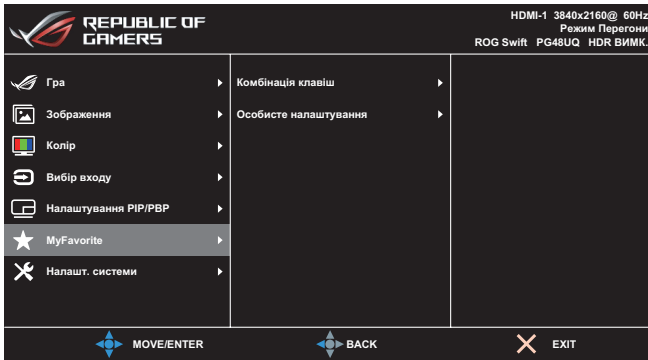 REPUBLIC OF
GAMERS
HDMI-1 3840x2160@ 60Hz
Режим Перегони
ROG Swift PG48UQ HDR ВИМК.
Гра
Комбінація клавіш
Зображення
Особисте налаштування
Колір
Вибір входу
Налаштування PIP/PBP
MyFavorite
Налашт. системи
MOVE/ENTER
BACK
EXIT